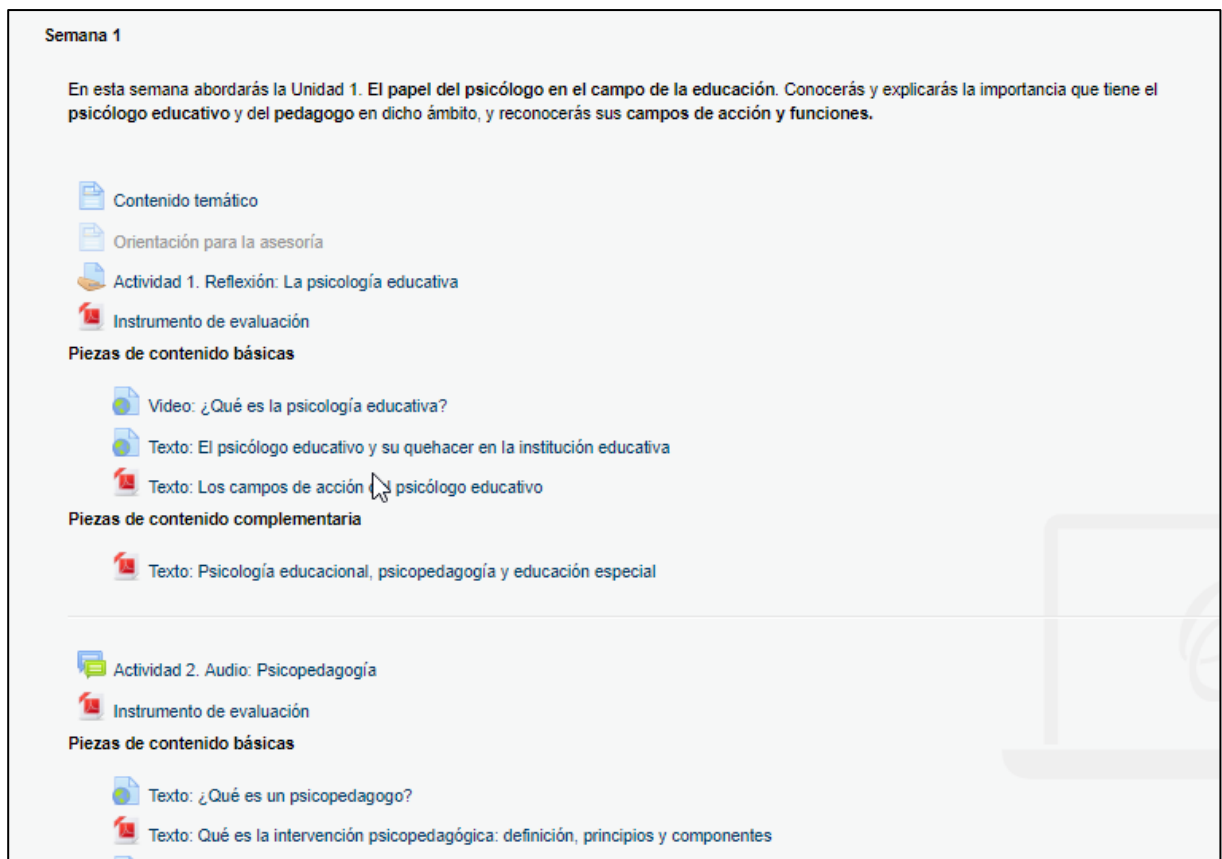 Semana 1
En esta semana abordarás la Unidad 1. El papel del psicólogo en el campo de la educación. Conocerás y explicarás la importancia que tiene el
psicólogo educativo y del pedagogo en dicho ámbito, y reconocerás sus campos de acción y funciones.
Contenido temático
Orientación para la asesoría
Actividad 1. Reflexión: La psicología educativa
Instrumento de evaluación
Piezas de contenido básicas
Video: ¿Qué es la psicología educativa?
Texto: El psicólogo educativo y su quehacer en la institución educativa
Texto: Los campos de acción del psicólogo educativo
Piezas de contenido complementaria
Texto: Psicología educacional, psicopedagogía y educación especial
Actividad 2. Audio: Psicopedagogía
Instrumento de evaluación
Piezas de contenido básicas
Texto: ¿Qué es un psicopedagogo?
Texto: Qué es la intervención psicopedagógica: definición, principios y componentes